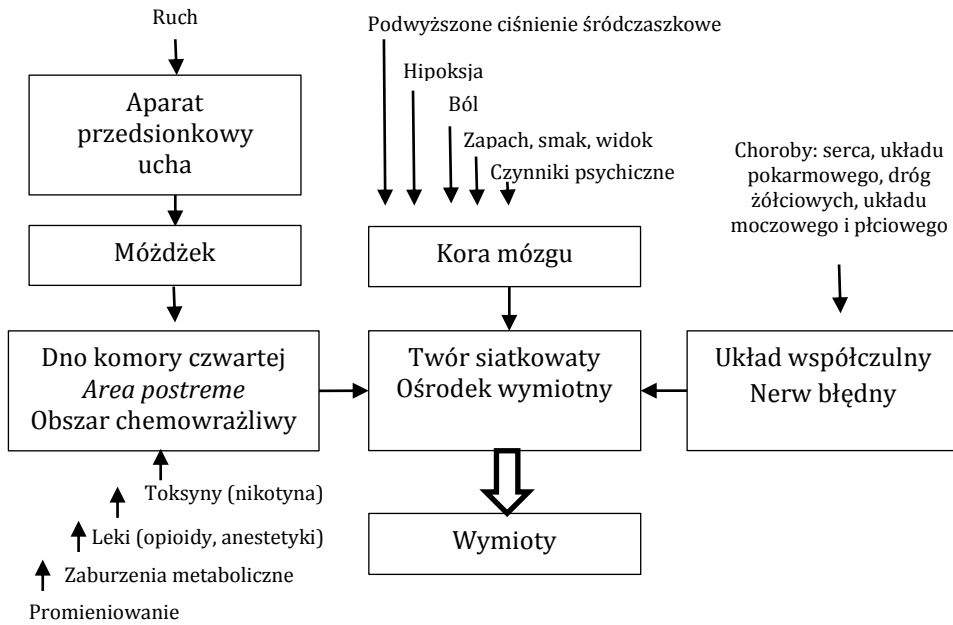 Ruch
Podwyższone ciśnienie śródczaszkowe
Hipoksja
Ból
Zapach, smak, widok
Czynniki psychiczne
Aparat
przedsionkowy
ucha
Choroby: serca, układu
pokarmowego, dróg
żółciowych, układu
moczowego i płciowego
Móżdżek
Kora mózgu
Dno komory czwartej
Area postreme
Obszar chemowrażliwy
Twór siatkowaty
Ośrodek wymiotny
Układ współczulny
Nerw błędny
Toksyny (nikotyna)
Leki (opioidy, anestetyki)
Zaburzenia metaboliczne
Promieniowanie
Wymioty